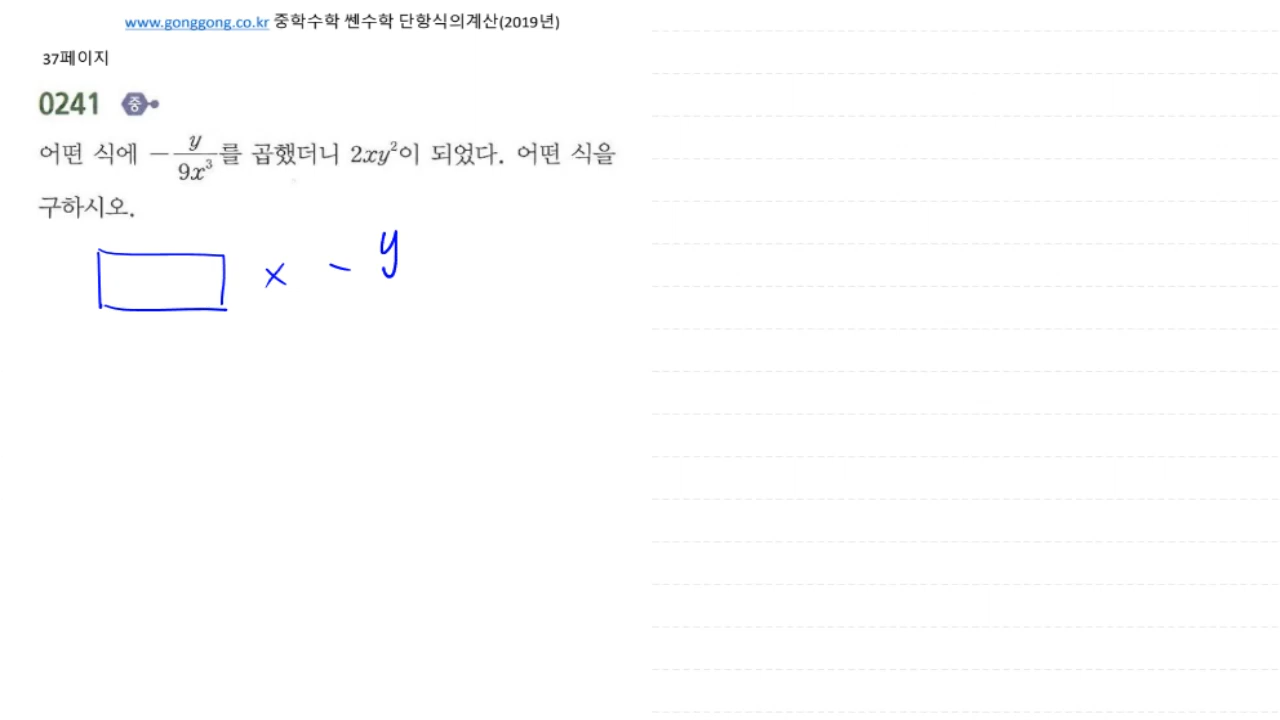 www.gonggong.co.kr 중학수학 쎈수학 단항식의계산(2019년)
37페이지
0241 중
어떤 식에 −y/9x³를 곱했더니 2xy²이 되었다. 어떤 식을
구하시오.
□ × − y